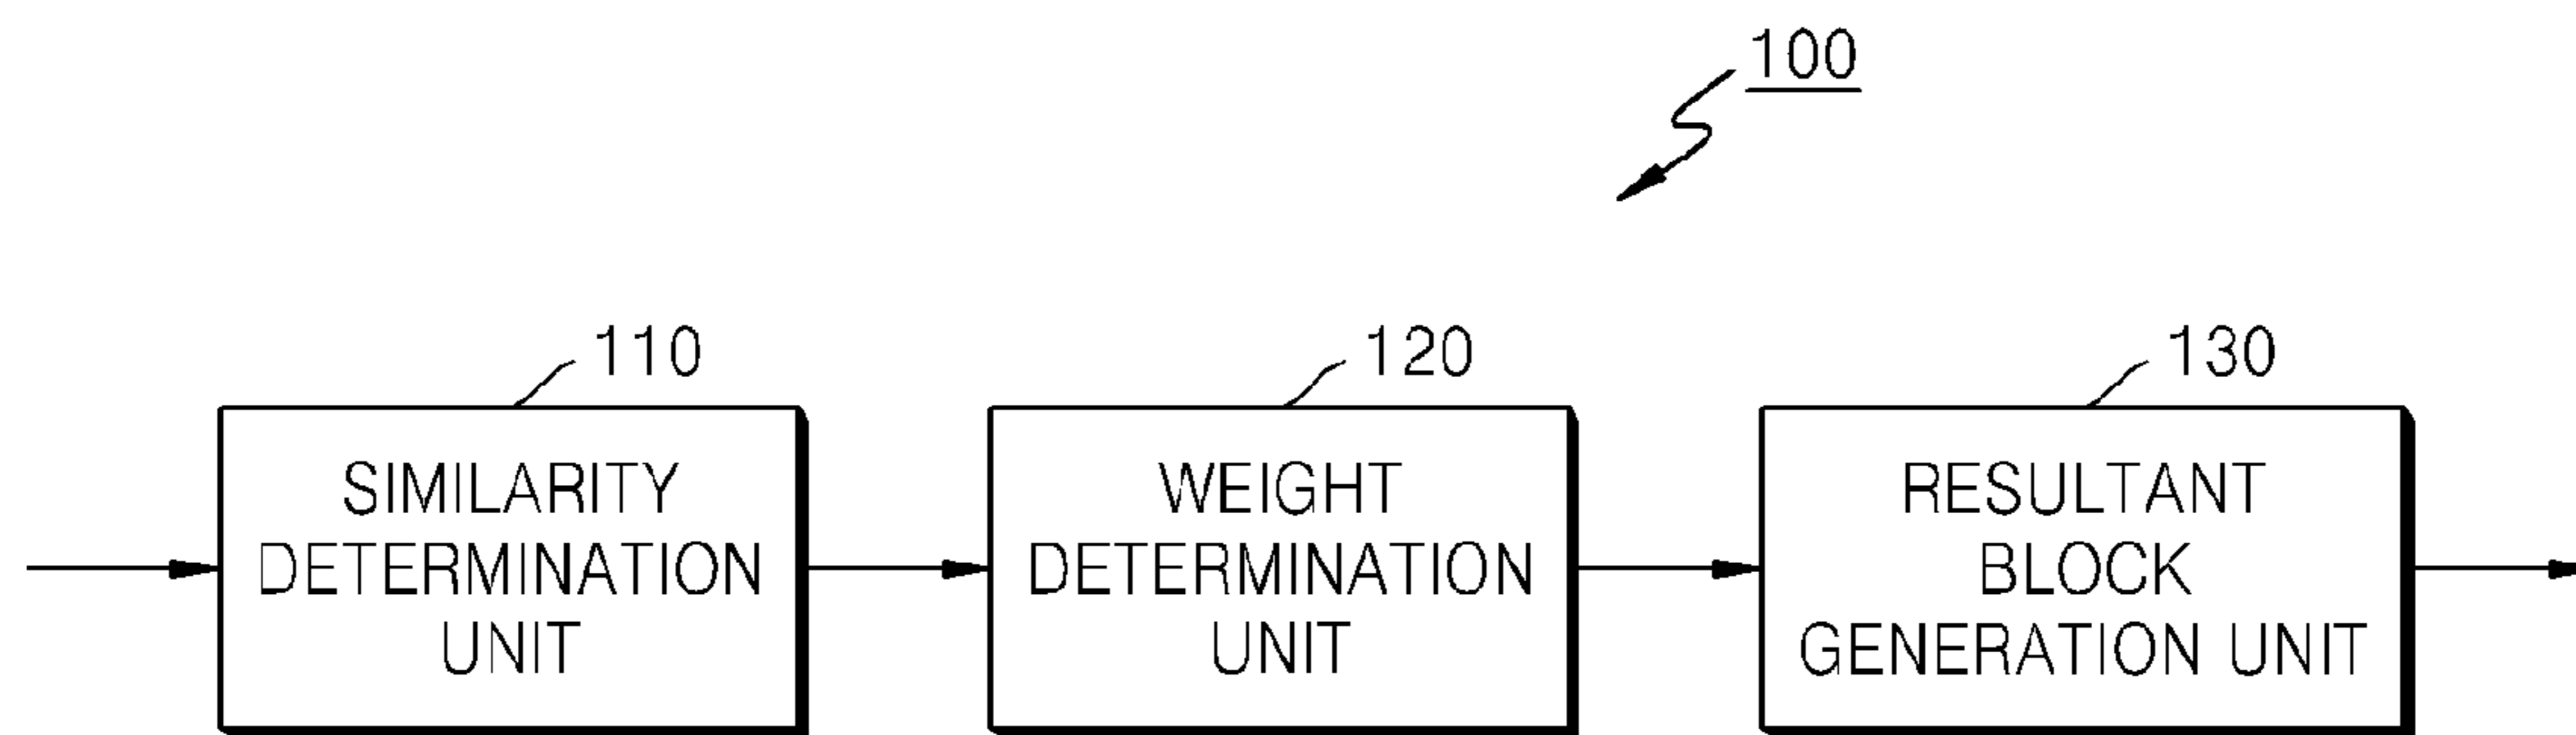 100
110
120
130
SIMILARITY
DETERMINATION
UNIT
WEIGHT
DETERMINATION
UNIT
RESULTANT
BLOCK
GENERATION UNIT